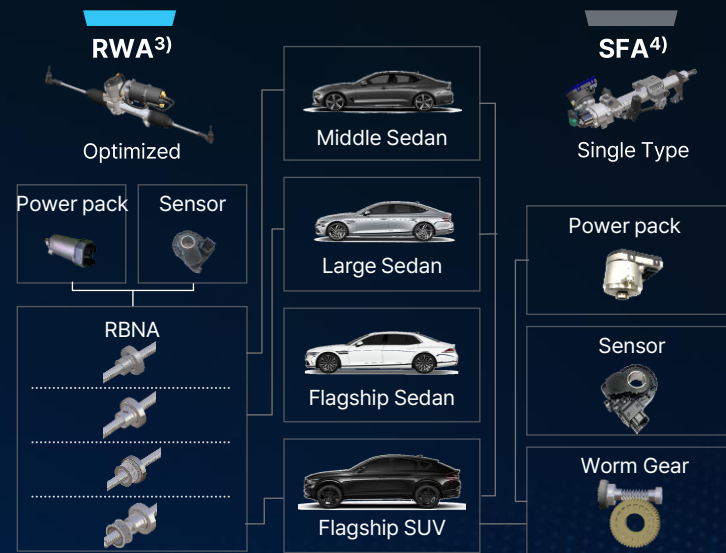 RWA3)
Optimized
Power pack
Sensor
RBNA
Middle Sedan
Large Sedan
Flagship Sedan
Flagship SUV
SFA4)
Single Type
Power pack
Sensor
Worm Gear